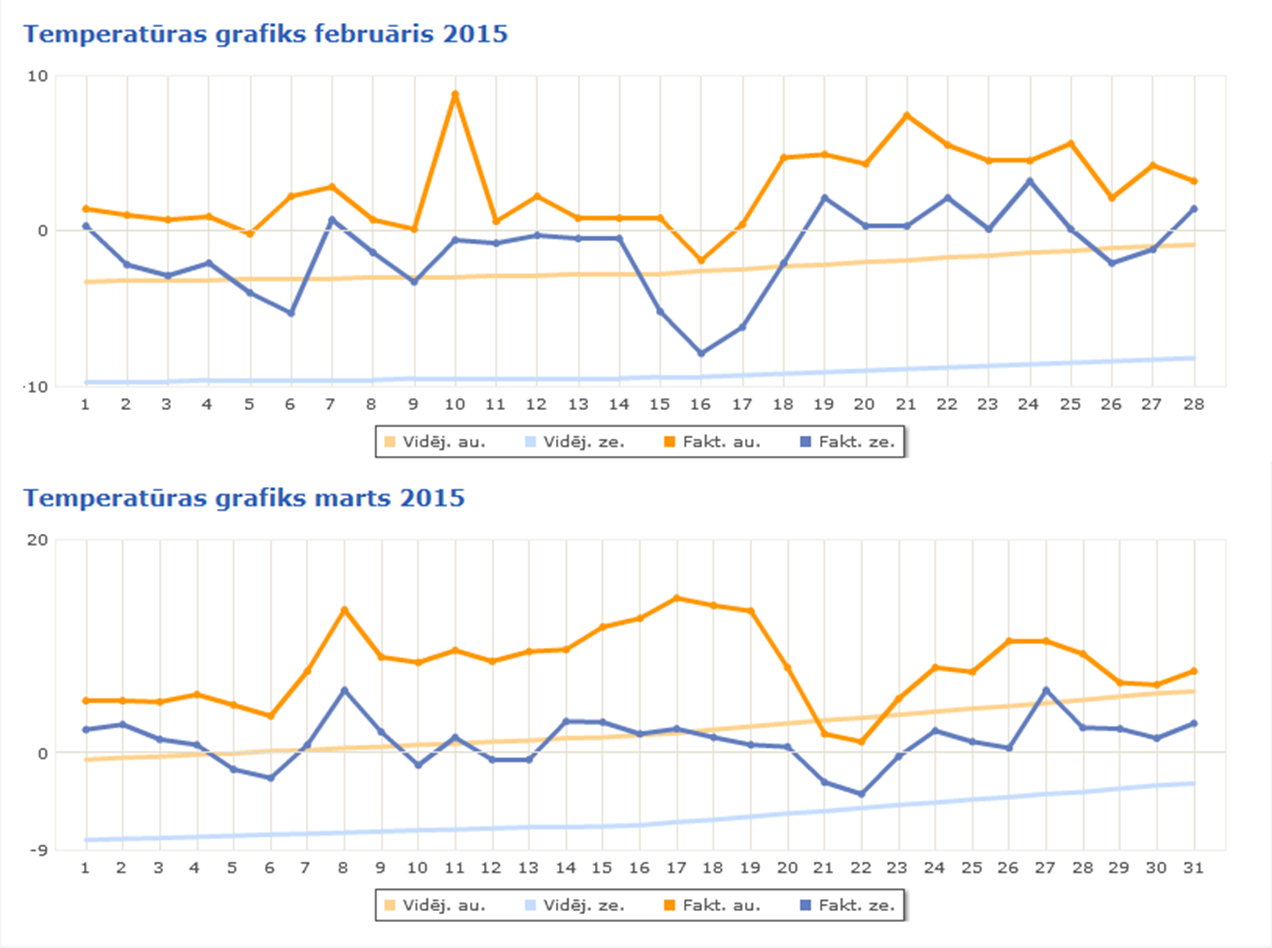 Temperatūras grafiks februāris 2015
10
0
-10
1 2 3 4 5 6 7 8 9 10 11 12 13 14 15 16 17 18 19 20 21 22 23 24 25 26 27 28
Vidēj. au. Vidēj. ze. Fakt. au. Fakt. ze.
Temperatūras grafiks marts 2015
20
0
-9
1 2 3 4 5 6 7 8 9 10 11 12 13 14 15 16 17 18 19 20 21 22 23 24 25 26 27 28 29 30 31
Vidēj. au. Vidēj. ze. Fakt. au. Fakt. ze.